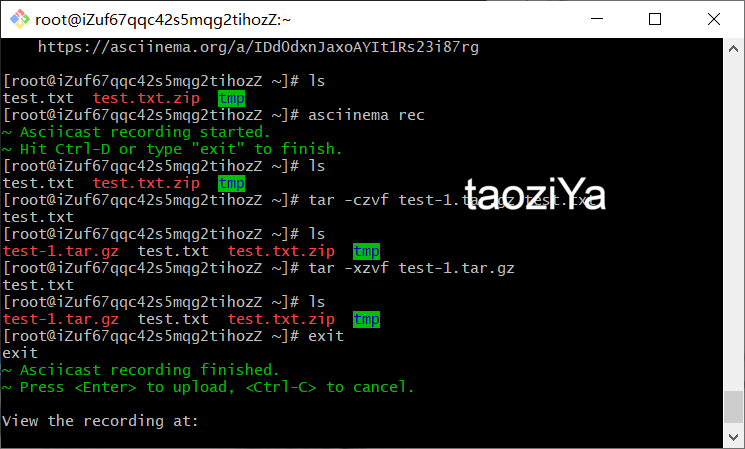 root@iZuf67qqc42s5mqg2tihozZ:~
https://asciinema.org/a/IDdOdxnJaxoAYIt1Rs23i87rg
[root@iZuf67qqc42s5mqg2tihozZ ~]# ls
test.txt test.txt.zip tmp
[root@iZuf67qqc42s5mqg2tihozZ ~]# asciinema rec
~ Asciicast recording started.
~ Hit Ctrl-D or type "exit" to finish.
[root@iZuf67qqc42s5mqg2tihozZ ~]# ls
test.txt test.txt.zip tmp
[root@iZuf67qqc42s5mqg2tihozZ ~]# tar -czvf test-1.tar.gz test.txt
taoziYa
test.txt
[root@iZuf67qqc42s5mqg2tihozZ ~]# ls
test-1.tar.gz test.txt test.txt.zip tmp
[root@iZuf67qqc42s5mqg2tihozZ ~]# tar -xzvf test-1.tar.gz
test.txt
[root@iZuf67qqc42s5mqg2tihozZ ~]# ls
test-1.tar.gz test.txt test.txt.zip tmp
[root@iZuf67qqc42s5mqg2tihozZ ~]# exit
exit
~ Asciicast recording finished.
~ Press <Enter> to upload, <Ctrl-C> to cancel.
View the recording at: